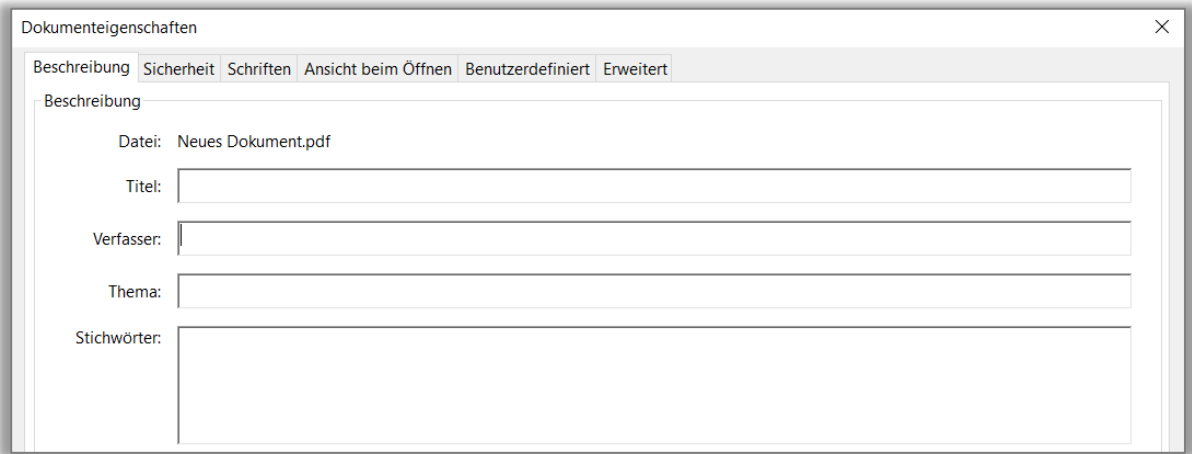 Dokumenteigenschaften
Beschreibung Sicherheit Schriften Ansicht beim Öffnen Benutzerdefiniert Erweitert
Beschreibung
Datei: Neues Dokument.pdf
Titel:
Verfasser:
Thema:
Stichwörter: